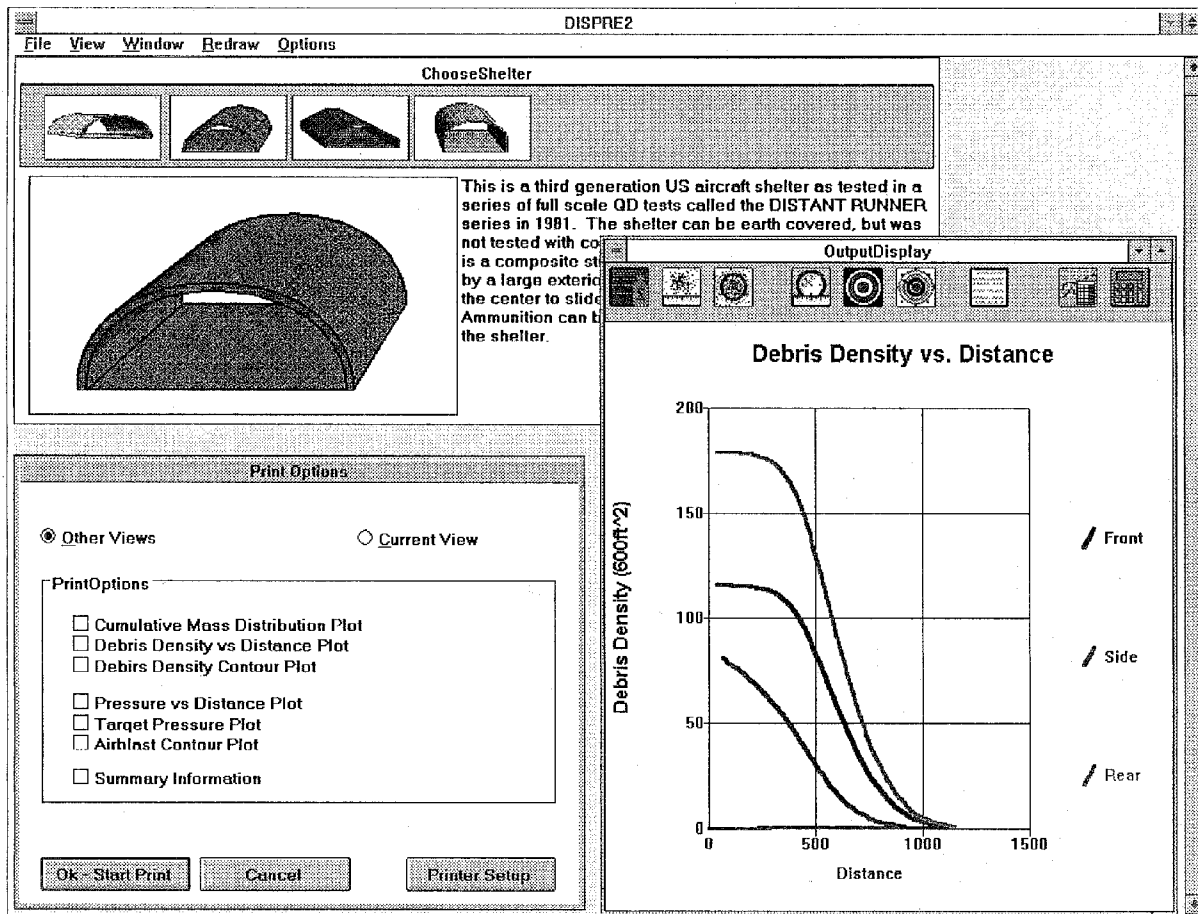 DISPRE2
File View Window Redraw Options
ChooseShelter
This is a third generation US aircraft shelter as tested in a
series of full scale QD tests called the DISTANT RUNNER
series in 1981. The shelter can be earth covered, but was
not tested with co
is a composite st
by a large exterio
the center to slide
Ammunition can b
the shelter.
OutputDisplay
Debris Density vs. Distance
Debris Density (600ft^2)
200
150
100
50
0
0 500 1000 1500
Distance
Front
Side
Rear
Print Options
Other Views Current View
PrintOptions
Cumulative Mass Distribution Plot
Debris Density vs Distance Plot
Debirs Density Contour Plot
Pressure vs Distance Plot
Target Pressure Plot
Airblast Contour Plot
Summary Information
Ok - Start Print Cancel Printer Setup